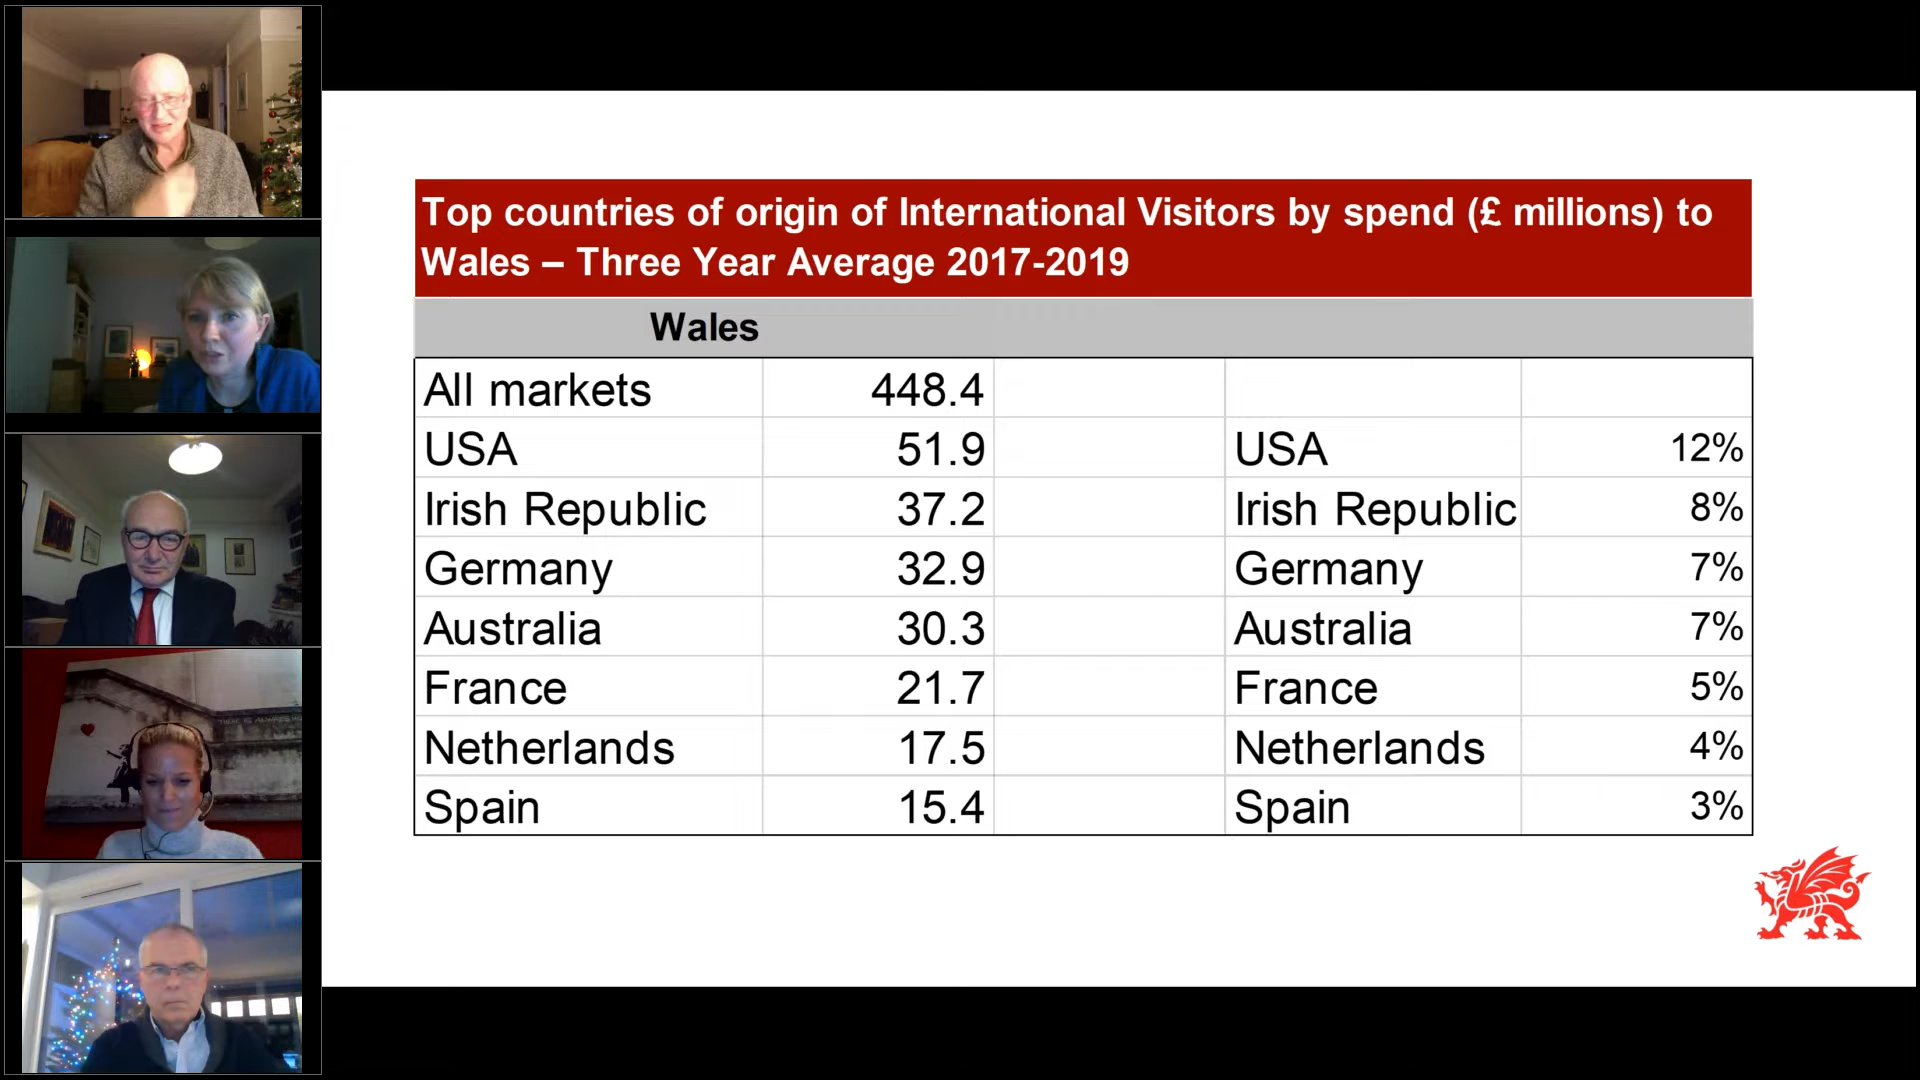 Top countries of origin of International Visitors by spend (£ millions) to
Wales – Three Year Average 2017-2019
Wales
All markets 448.4
USA 51.9 USA 12%
Irish Republic 37.2 Irish Republic 8%
Germany 32.9 Germany 7%
Australia 30.3 Australia 7%
France 21.7 France 5%
Netherlands 17.5 Netherlands 4%
Spain 15.4 Spain 3%